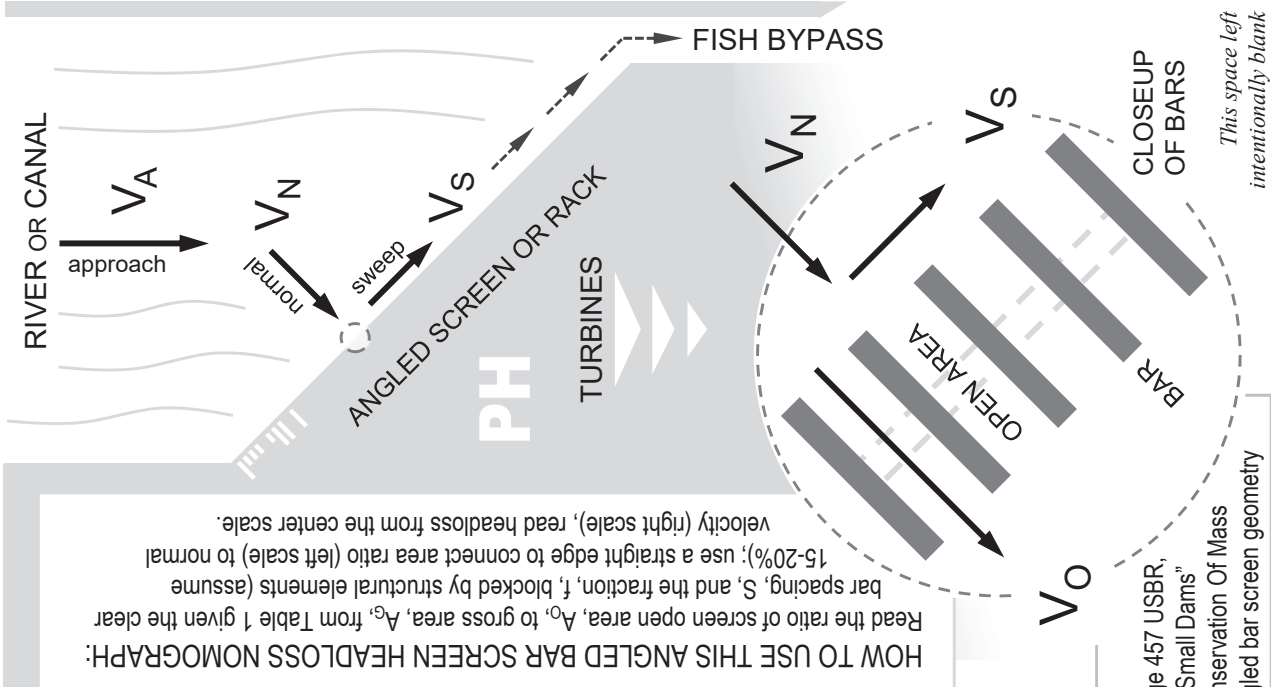 RIVER OR CANAL
VA
approach
VN
normal
VS
sweep
FISH BYPASS
ANGLED SCREEN OR RACK
PH
TURBINES
VN
VS
VO
OPEN AREA
BAR
CLOSEUP
OF BARS
This space left
intentionally blank
HOW TO USE THIS ANGLED BAR SCREEN HEADLOSS NOMOGRAPH:
Read the ratio of screen open area, AO, to gross area, AG, from Table 1 given the clear
bar spacing, S, and the fraction, f, blocked by structural elements (assume
15-20%); use a straight edge to connect area ratio (left scale) to normal
velocity (right scale), read headloss from the center scale.
ge 457 USBR,
Small Dams"
nservation Of Mass
gled bar screen geometry